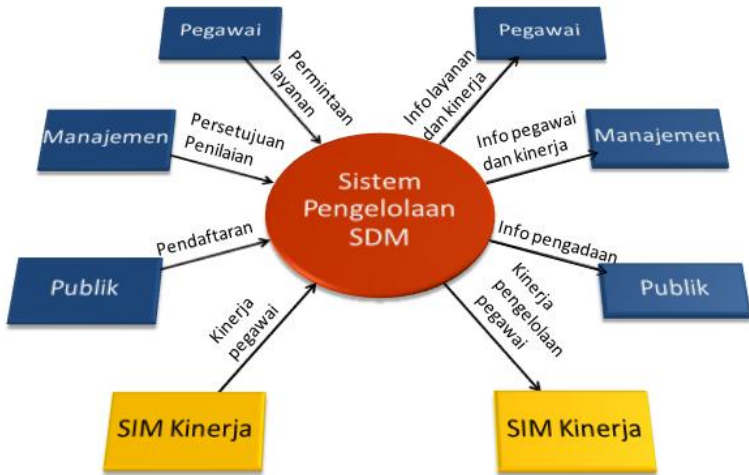 Pegawai
Pegawai
Permintaan
layanan
Info layanan
dan kinerja
Manajemen
Persetujuan
Penilaian
Info pegawai
dan kinerja
Manajemen
Sistem
Pengelolaan
SDM
Pendaftaran
Info pengadaan
Publik
Publik
Kinerja
pegawai
Kinerja
pengelolaan
pegawai
SIM Kinerja
SIM Kinerja